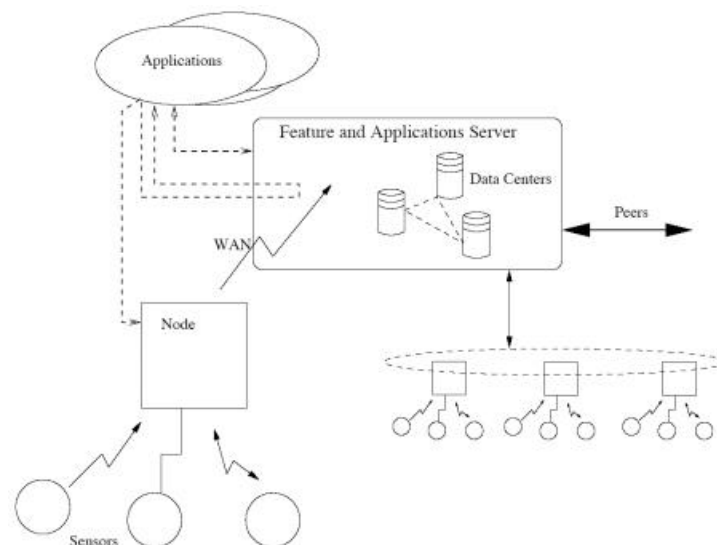 Applications
Feature and Applications Server
Data Centers
Peers
WAN
Node
Sensors